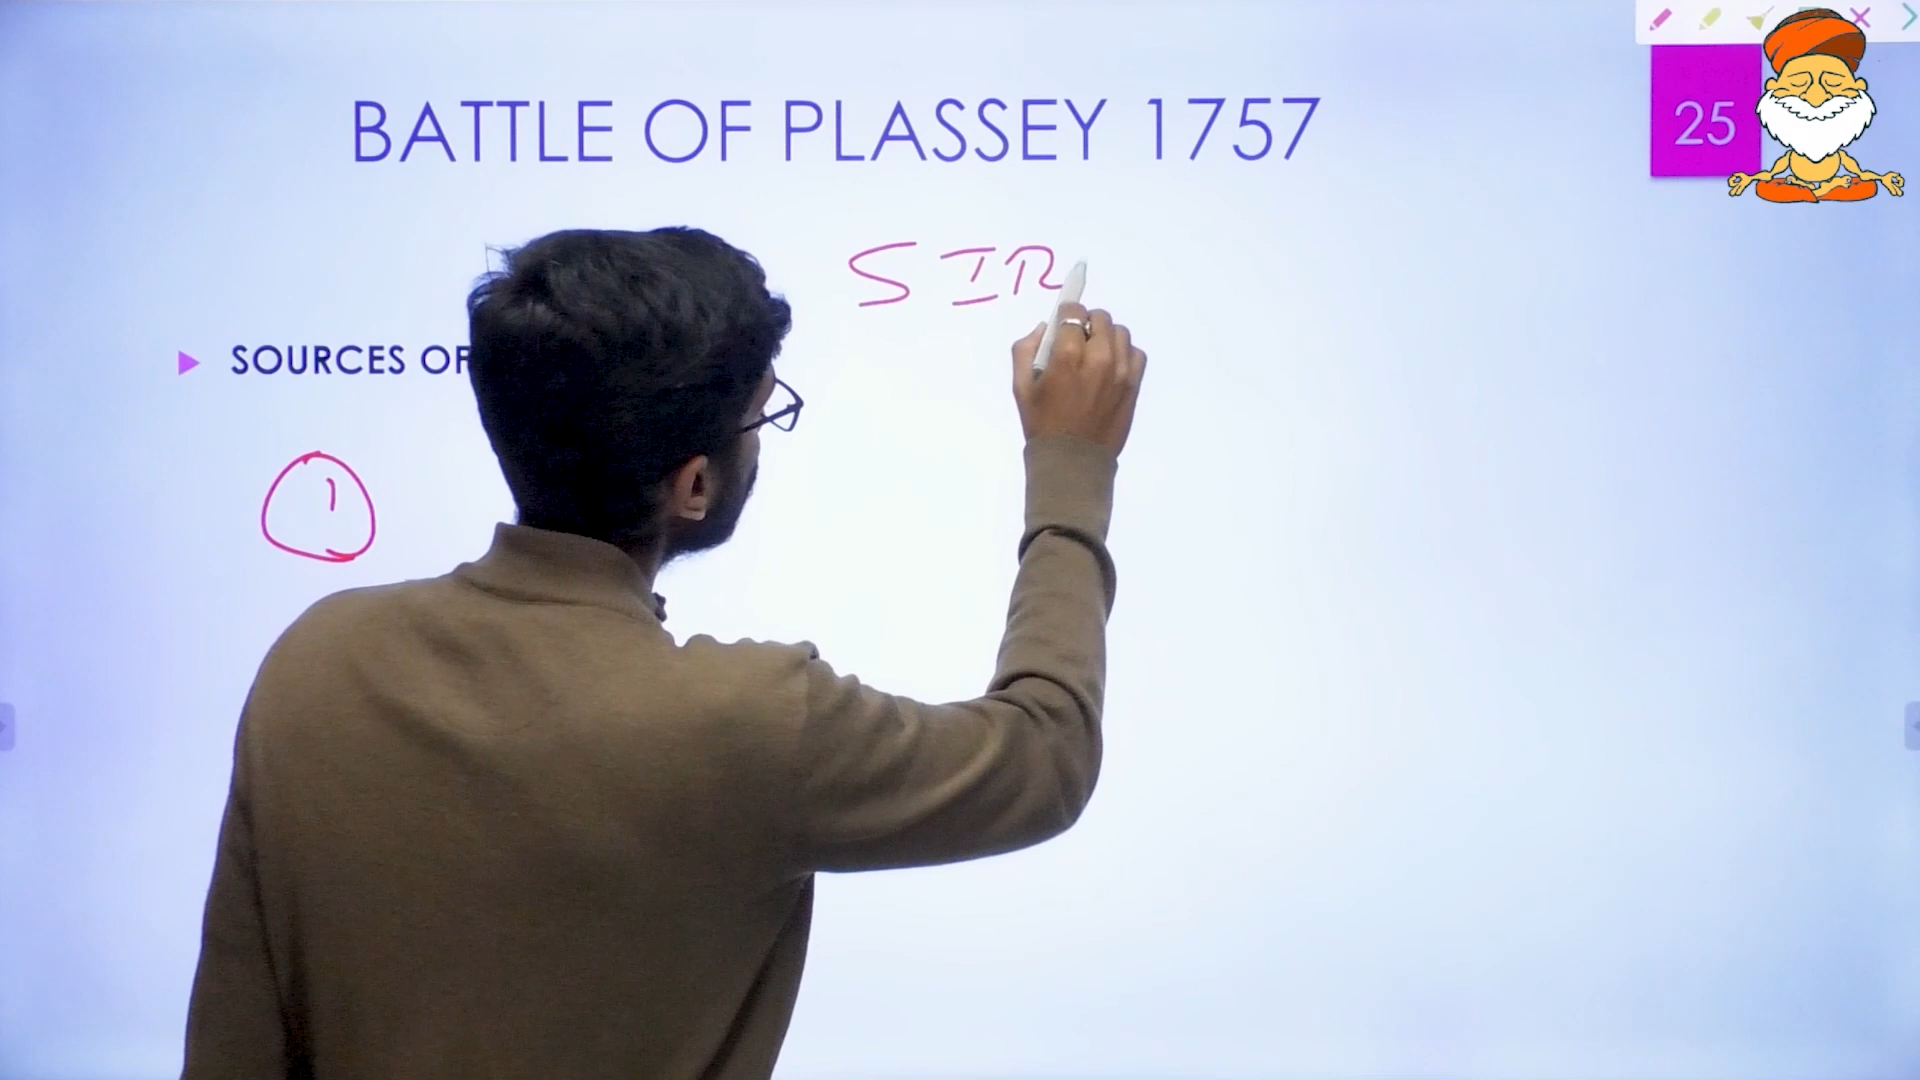 BATTLE OF PLASSEY 1757
25
SIR
SOURCES OF
1